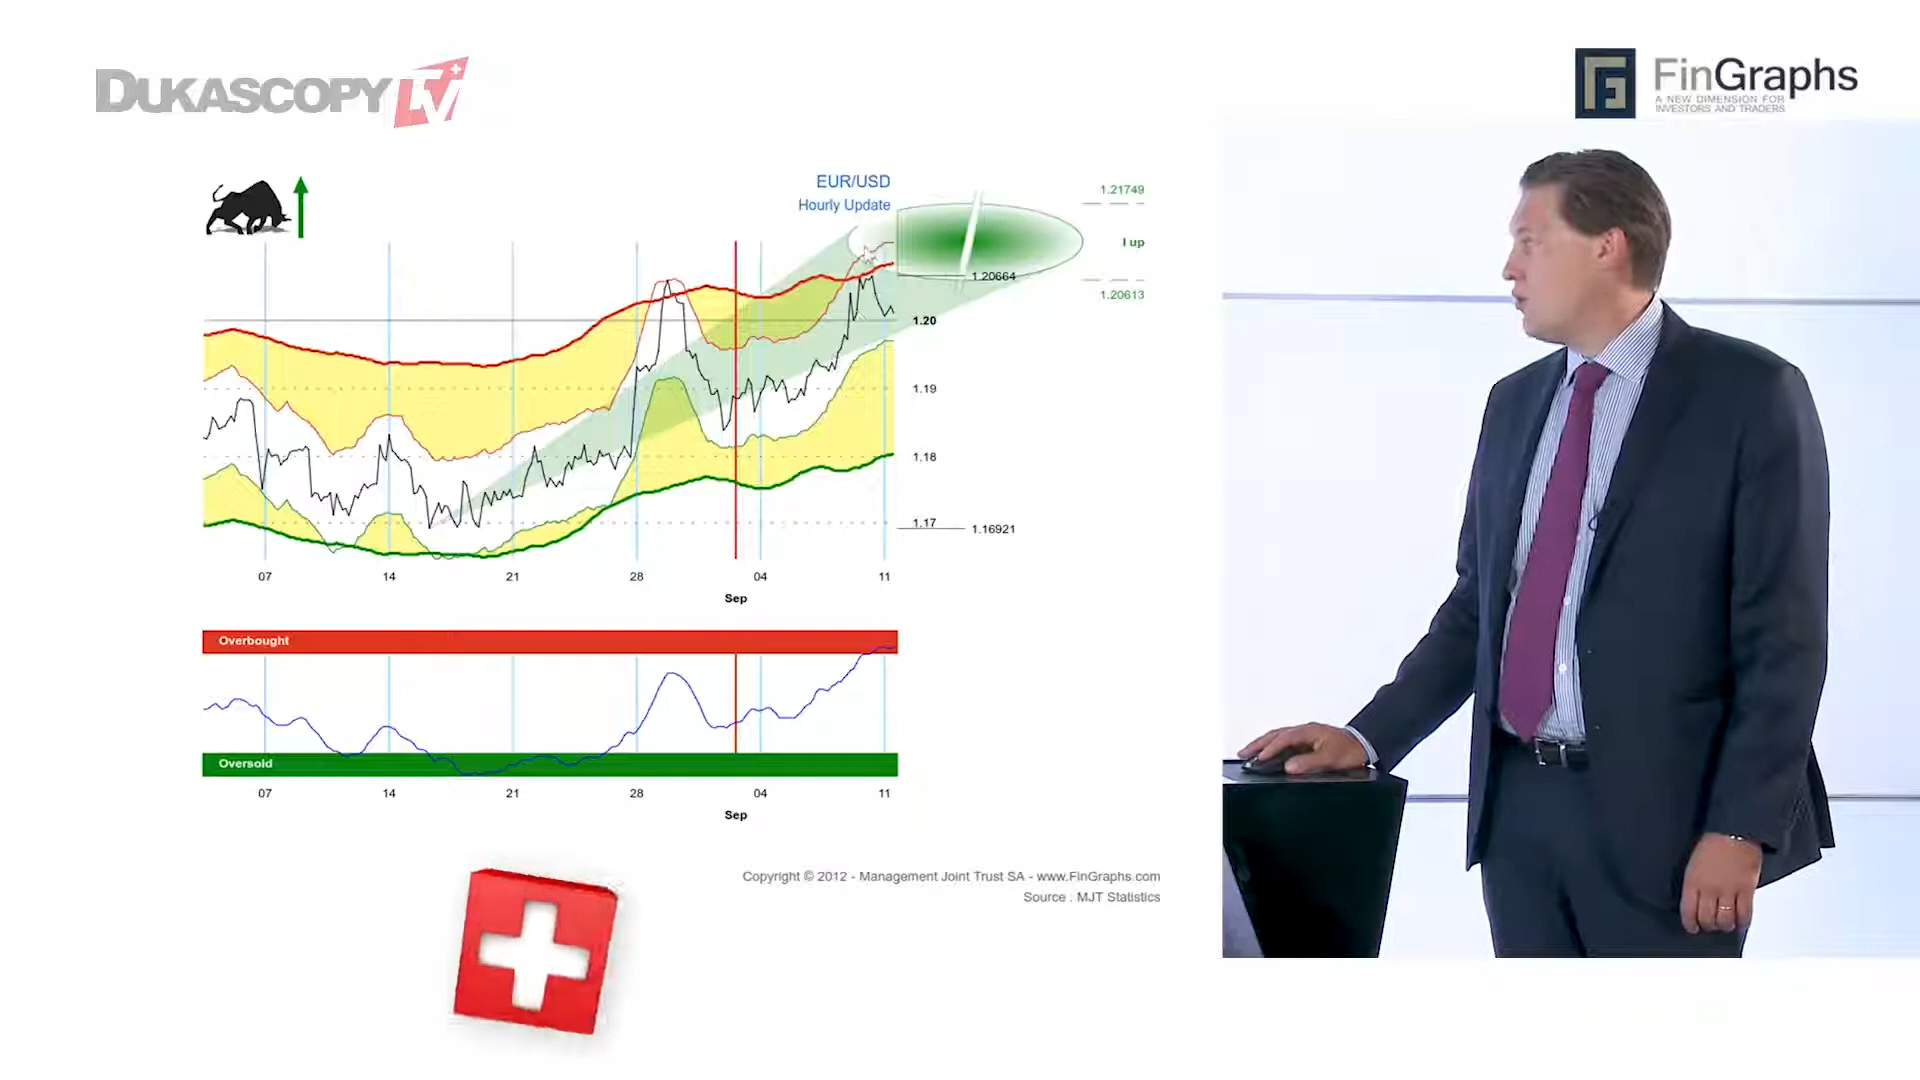 DUKASCOPY TV
FinGraphs
A NEW DIMENSION FOR
INVESTORS AND TRADERS
EUR/USD
Hourly Update
1.21749
I up
1.20664
1.20613
1.20
1.19
1.18
1.17
1.16921
07 14 21 28 04 11
Sep
Overbought
Oversold
07 14 21 28 04 11
Sep
Copyright © 2012 - Management Joint Trust SA - www.FinGraphs.com
Source : MJT Statistics